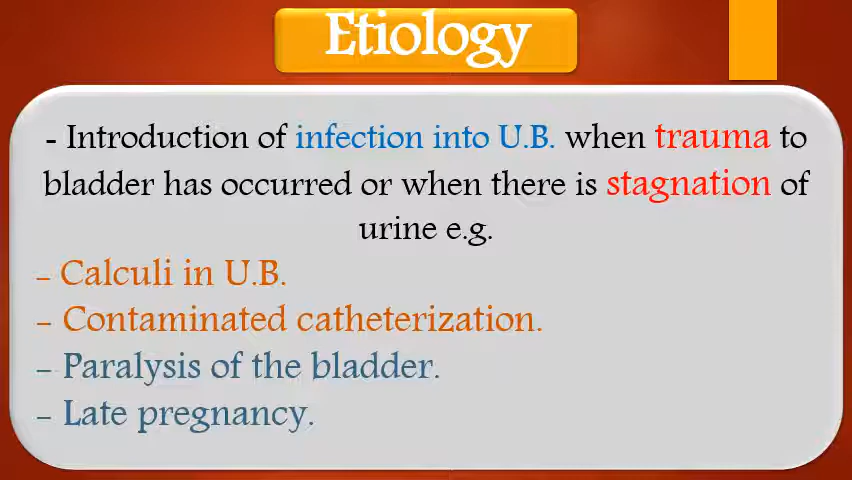 Etiology
- Introduction of infection into U.B. when trauma to
bladder has occurred or when there is stagnation of
urine e.g.
– Calculi in U.B.
– Contaminated catheterization.
– Paralysis of the bladder.
– Late pregnancy.